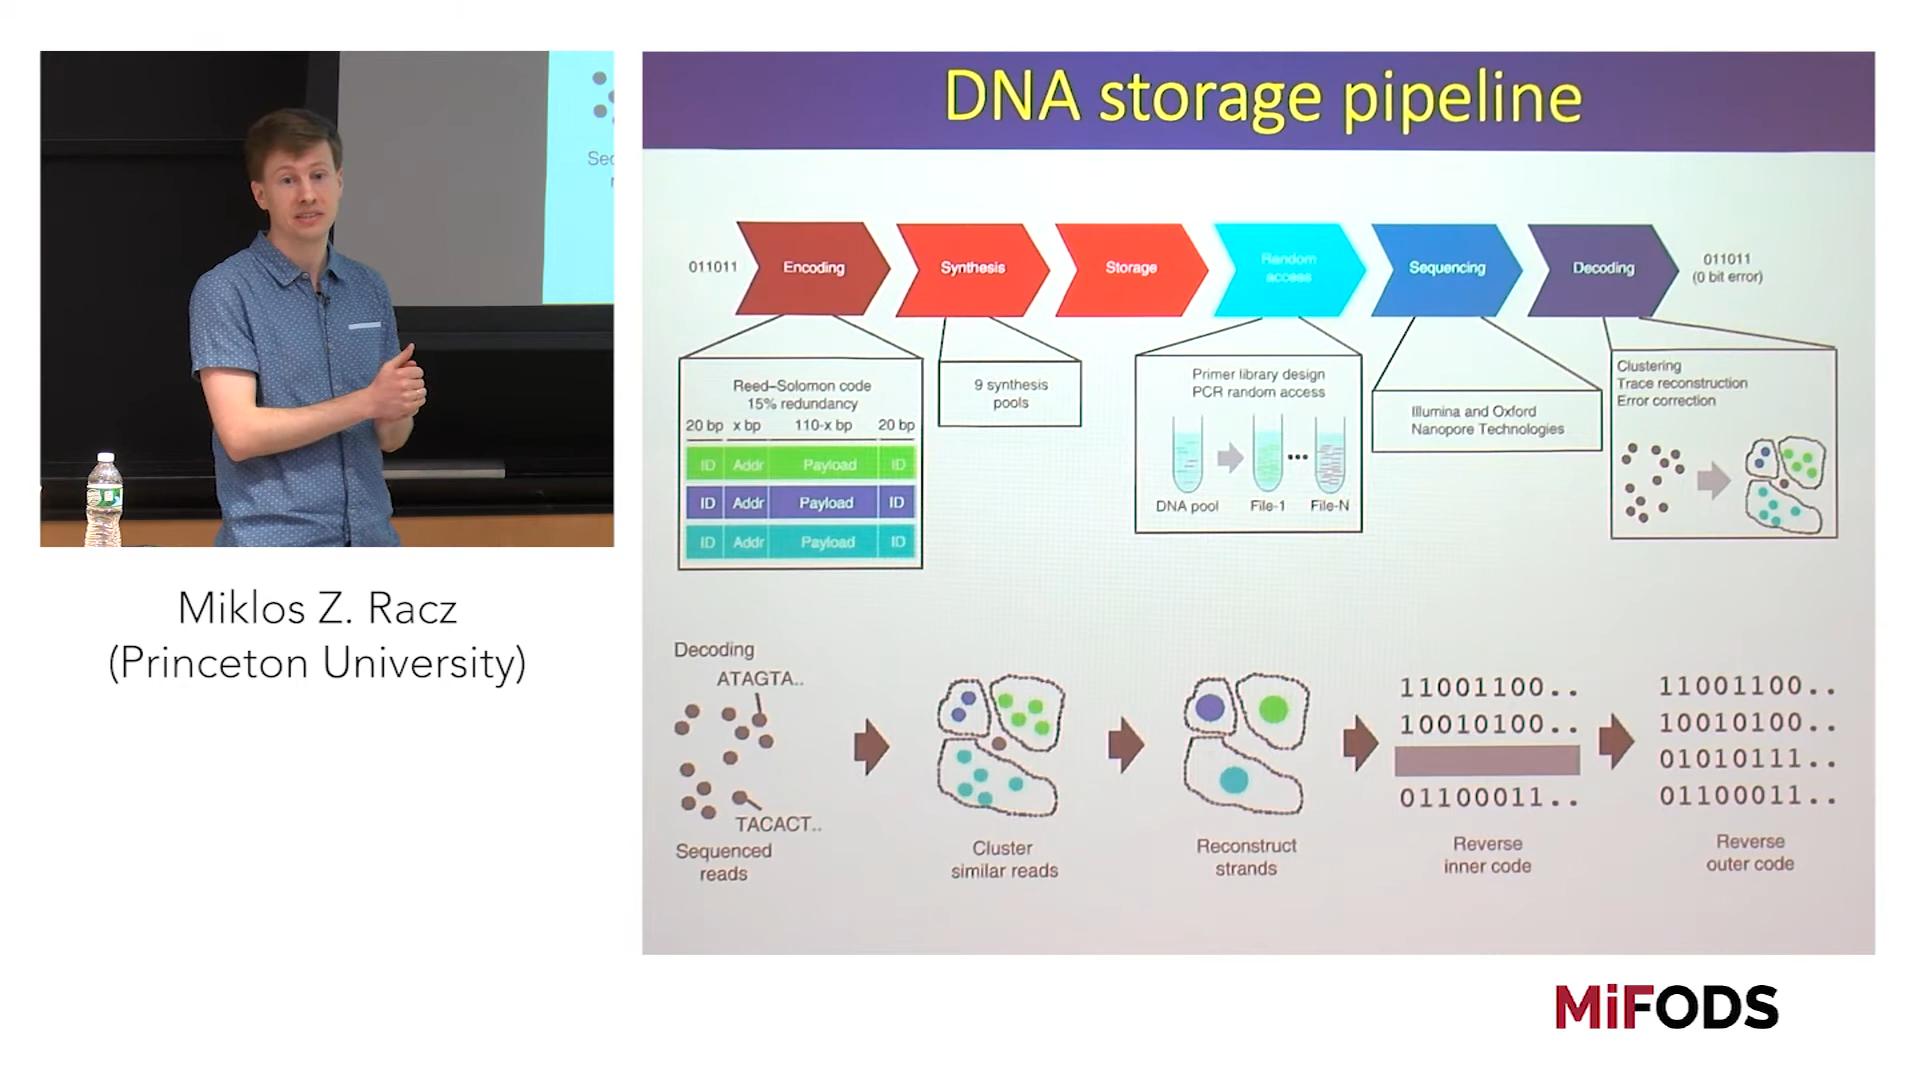 Sec
r
Miklos Z. Racz
(Princeton University)
DNA storage pipeline
011011
Encoding
Synthesis
Storage
Random
access
Sequencing
Decoding
011011
(0 bit error)
Reed–Solomon code
15% redundancy
20 bp x bp 110-x bp 20 bp
ID Addr Payload ID
ID Addr Payload ID
ID Addr Payload ID
9 synthesis
pools
Primer library design
PCR random access
DNA pool File-1 File-N
Illumina and Oxford
Nanopore Technologies
Clustering
Trace reconstruction
Error correction
Decoding
ATAGTA..
TACACT..
Sequenced
reads
Cluster
similar reads
Reconstruct
strands
11001100..
10010100..
01100011..
Reverse
inner code
11001100..
10010100..
01010111..
01100011..
Reverse
outer code
MiFODS